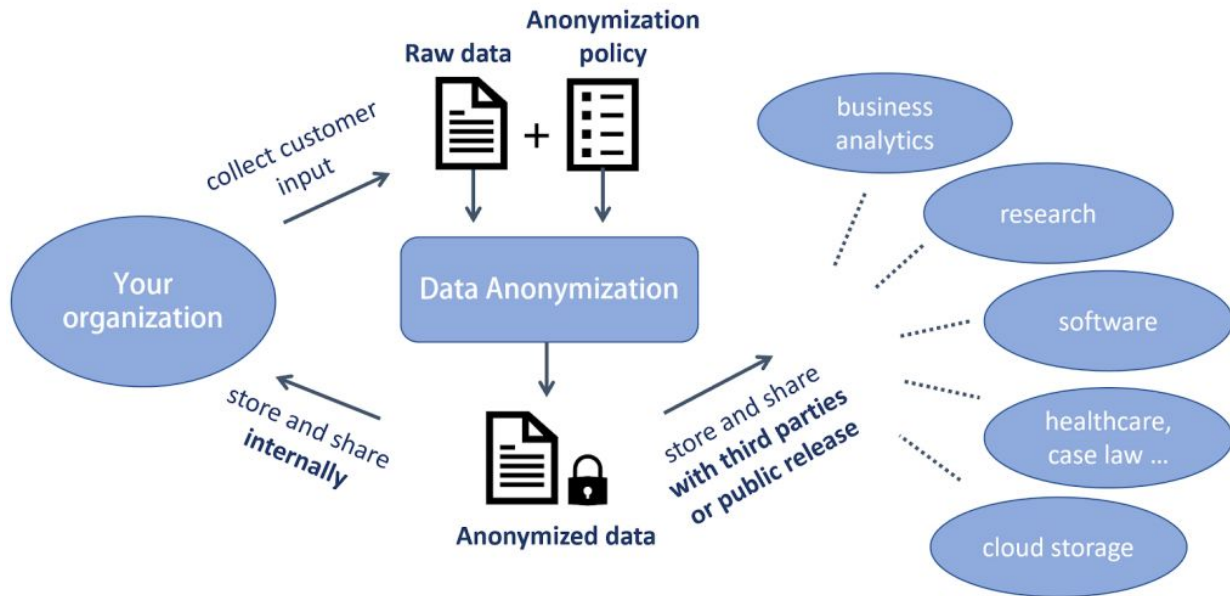 Anonymization
policy
Raw data
+
collect customer
input
Your
organization
Data Anonymization
store and share
internally
Anonymized data
store and share
with third parties
or public release
business
analytics
research
software
healthcare,
case law ...
cloud storage